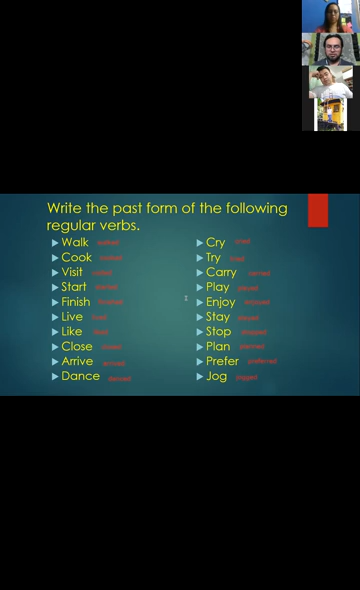 Write the past form of the following
regular verbs.
Walk walked
Cook cooked
Visit visited
Start started
Finish finished
Live lived
Like liked
Close closed
Arrive arrived
Dance danced
Cry cried
Try tried
Carry carried
Play played
Enjoy enjoyed
Stay stayed
Stop stopped
Plan planned
Prefer preferred
Jog jogged